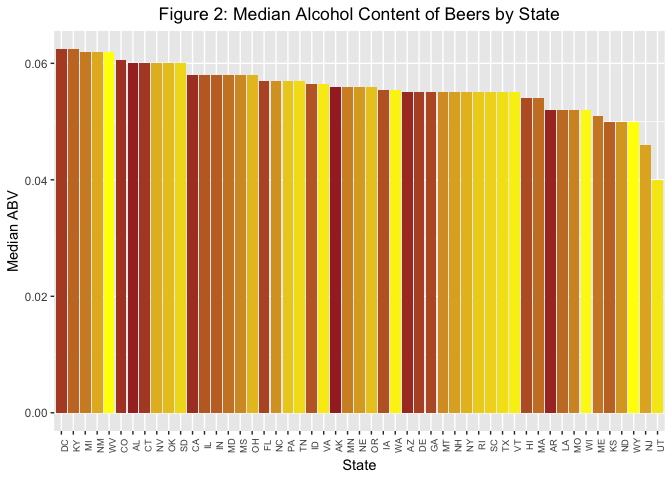 Figure 2: Median Alcohol Content of Beers by State
Median ABV
0.06
0.04
0.02
0.00
DC KY MI NM WV CO AL CT NV OK SD CA IL IN MD MS OH FL NC PA TN ID VA AK MN NE OR IA WA AZ DE GA MT NH NY RI SC TX VT HI MA AR LA MO WI ME KS ND WY NJ UT
State